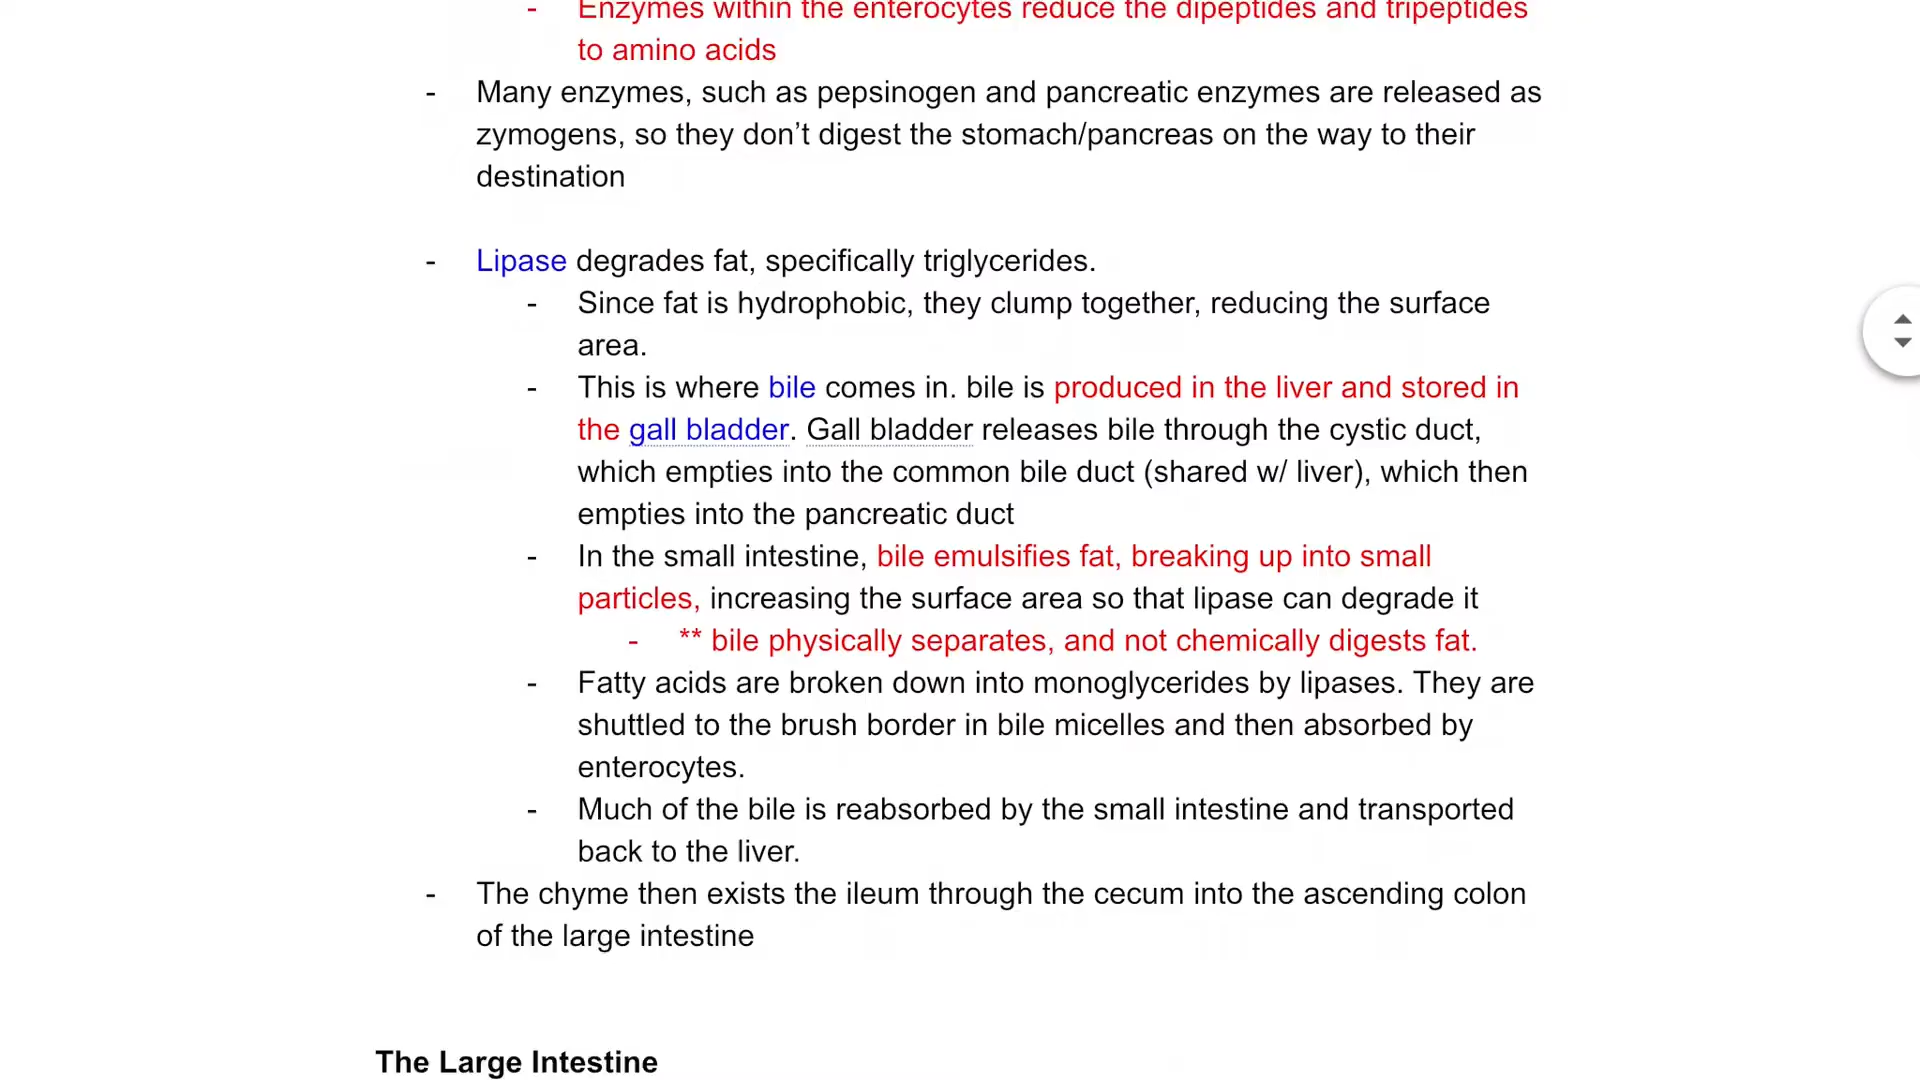 - Enzymes within the enterocytes reduce the dipeptides and tripeptides
to amino acids
- Many enzymes, such as pepsinogen and pancreatic enzymes are released as
zymogens, so they don’t digest the stomach/pancreas on the way to their
destination
- Lipase degrades fat, specifically triglycerides.
- Since fat is hydrophobic, they clump together, reducing the surface
area.
- This is where bile comes in. bile is produced in the liver and stored in
the gall bladder. Gall bladder releases bile through the cystic duct,
which empties into the common bile duct (shared w/ liver), which then
empties into the pancreatic duct
- In the small intestine, bile emulsifies fat, breaking up into small
particles, increasing the surface area so that lipase can degrade it
- ** bile physically separates, and not chemically digests fat.
- Fatty acids are broken down into monoglycerides by lipases. They are
shuttled to the brush border in bile micelles and then absorbed by
enterocytes.
- Much of the bile is reabsorbed by the small intestine and transported
back to the liver.
- The chyme then exists the ileum through the cecum into the ascending colon
of the large intestine
The Large Intestine